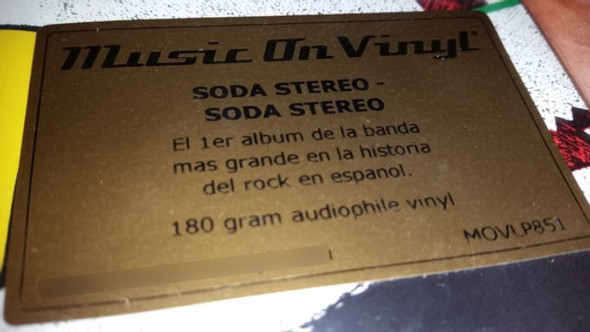 Music On Vinyl
SODA STEREO -
SODA STEREO
El 1er album de la banda
mas grande en la historia
del rock en espanol.
180 gram audiophile vinyl
MOVLP851